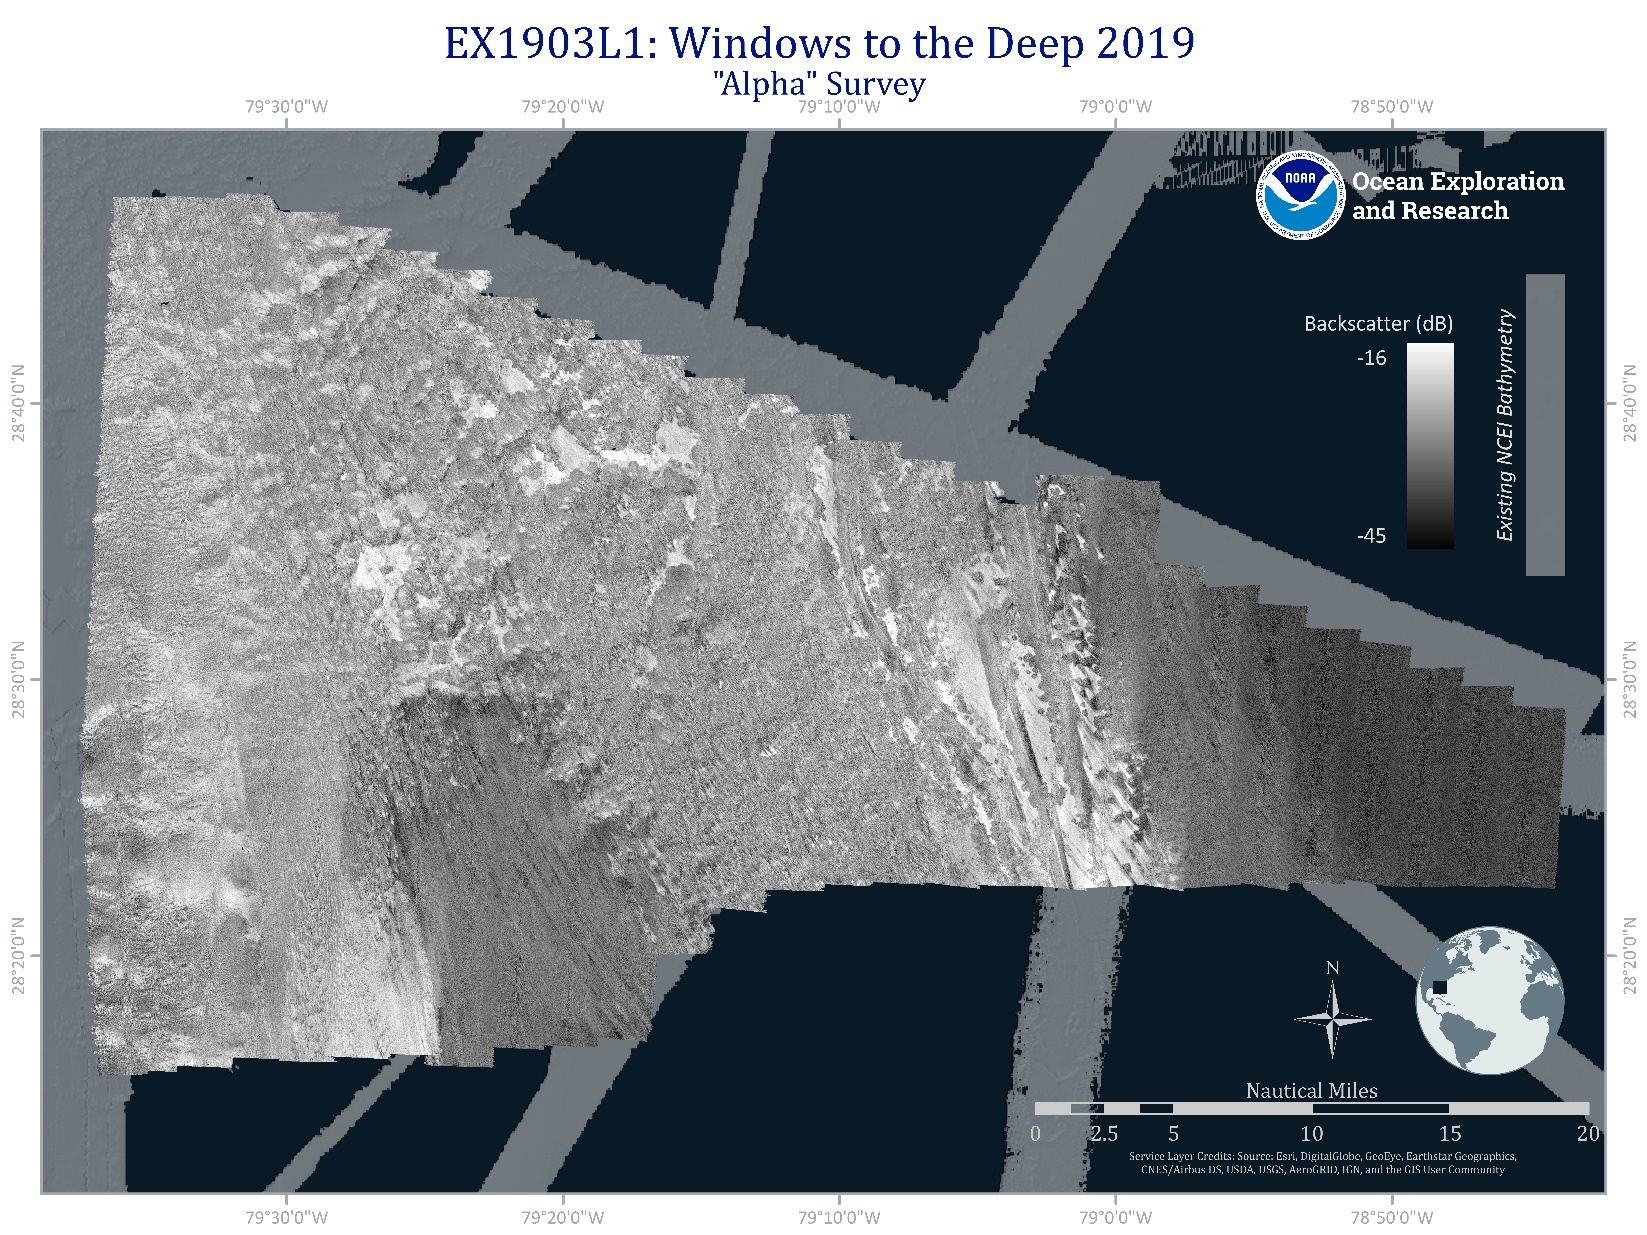 EX1903L1: Windows to the Deep 2019
"Alpha" Survey
79°30'0"W 79°20'0"W 79°10'0"W 79°0'0"W 78°50'0"W
NOAA
Ocean Exploration
and Research
Backscatter (dB)
-16
-45
Existing NCEI Bathymetry
28°40'0"N 28°40'0"N
28°30'0"N 28°30'0"N
28°20'0"N 28°20'0"N
N
Nautical Miles
0 2.5 5 10 15 20
Service Layer Credits: Source: Esri, DigitalGlobe, GeoEye, Earthstar Geographics,
CNES/Airbus DS, USDA, USGS, AeroGRID, IGN, and the GIS User Community
79°30'0"W 79°20'0"W 79°10'0"W 79°0'0"W 78°50'0"W